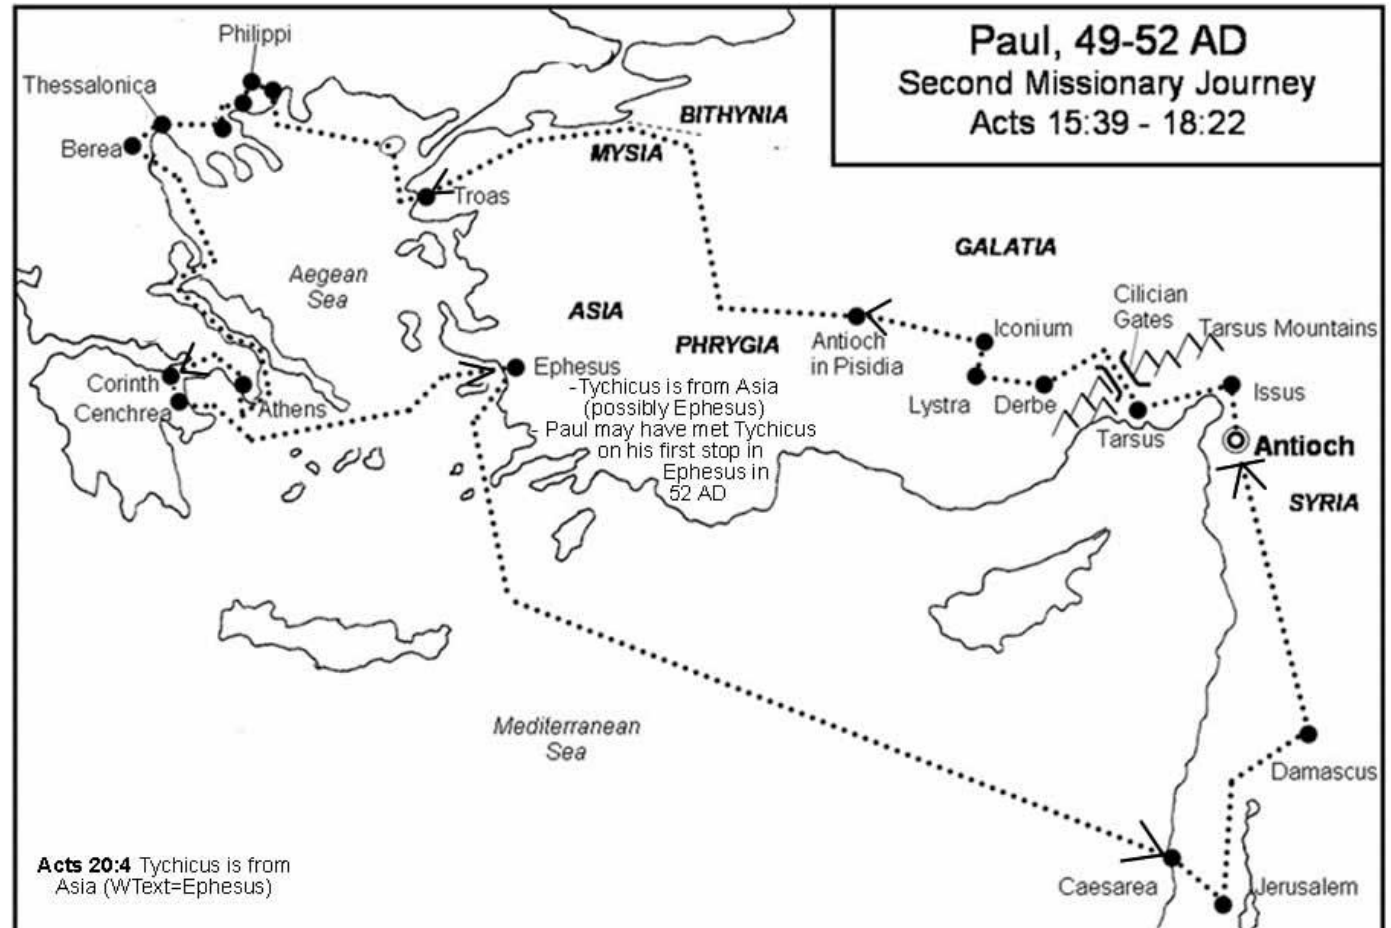 Paul, 49-52 AD
Second Missionary Journey
Acts 15:39 - 18:22
Philippi
Thessalonica
Berea
BITHYNIA
MYSIA
Troas
GALATIA
Aegean
Sea
ASIA
PHRYGIA
Cilician
Gates
Tarsus Mountains
Iconium
Antioch
in Pisidia
Lystra
Derbe
Tarsus
Issus
Antioch
SYRIA
Corinth
Cenchrea
Athens
Ephesus
-Tychicus is from Asia
(possibly Ephesus)
- Paul may have met Tychicus
on his first stop in
Ephesus in
52 AD
Mediterranean
Sea
Damascus
Caesarea
Jerusalem
Acts 20:4 Tychicus is from
Asia (WText=Ephesus)